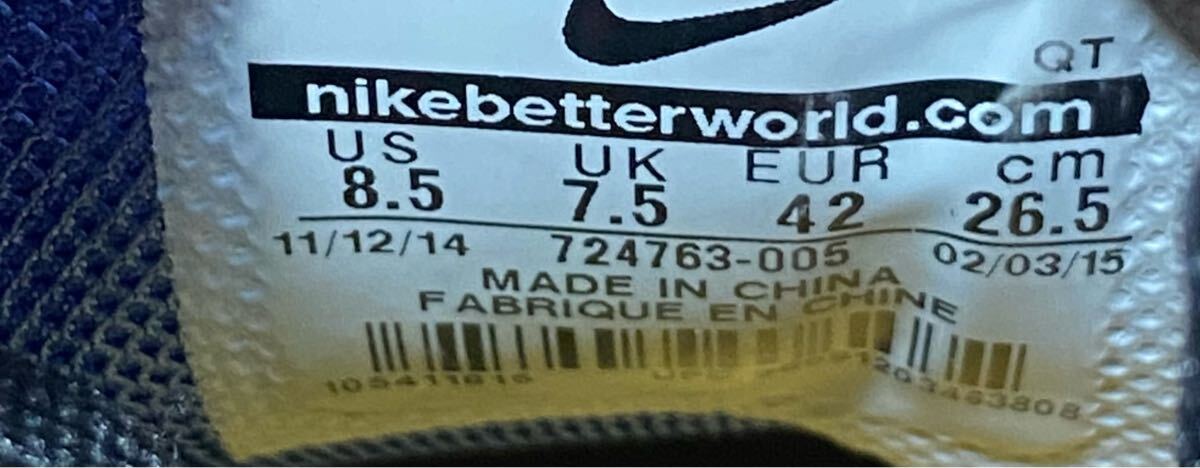 QT
nikebetterworld.com
US UK EUR cm
8.5 7.5 42 26.5
11/12/14 724763-005 02/03/15
MADE IN CHINA
FABRIQUE EN CHINE